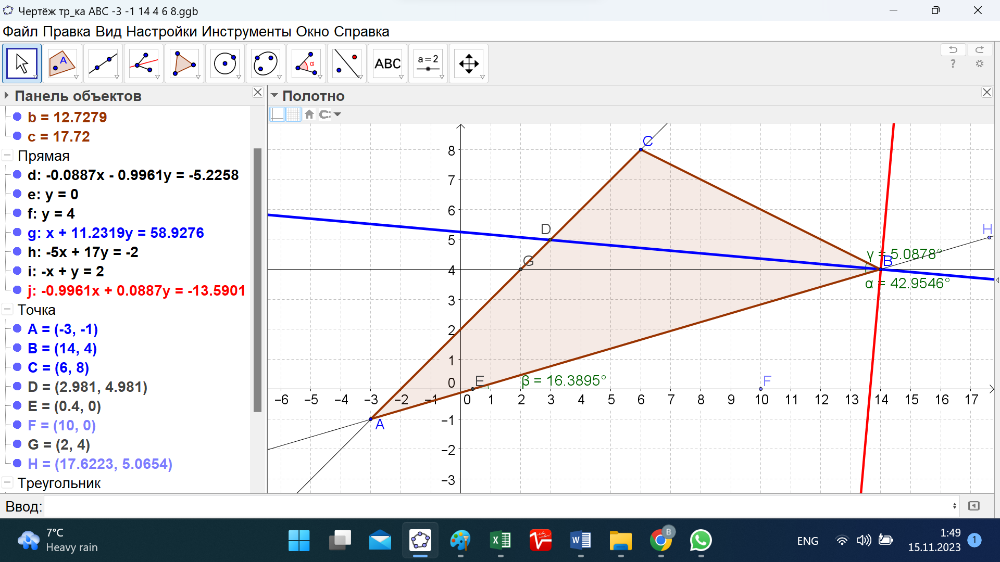 Чертёж тр_ка ABC -3 -1 14 4 6 8.ggb
Файл Правка Вид Настройки Инструменты Окно Справка
A
α
ABC
a=2
?
Панель объектов
Полотно
b = 12.7279
c = 17.72
Прямая
d: -0.0887x - 0.9961y = -5.2258
e: y = 0
f: y = 4
g: x + 11.2319y = 58.9276
h: -5x + 17y = -2
i: -x + y = 2
j: -0.9961x + 0.0887y = -13.5901
Точка
A = (-3, -1)
B = (14, 4)
C = (6, 8)
D = (2.981, 4.981)
E = (0.4, 0)
F = (10, 0)
G = (2, 4)
H = (17.6223, 5.0654)
Треугольник
C
8
7
6
D
H
5
γ = 5.0878°
G
B
4
α = 42.9546°
3
2
1
0
E
β = 16.3895°
F
−6 −5 −4 −3 −2 −1 0 1 2 3 4 5 6 7 8 9 10 11 12 13 14 15 16 17
A
−1
−2
−3
Ввод:
7°C
Heavy rain
B
ENG
1:49
15.11.2023
1